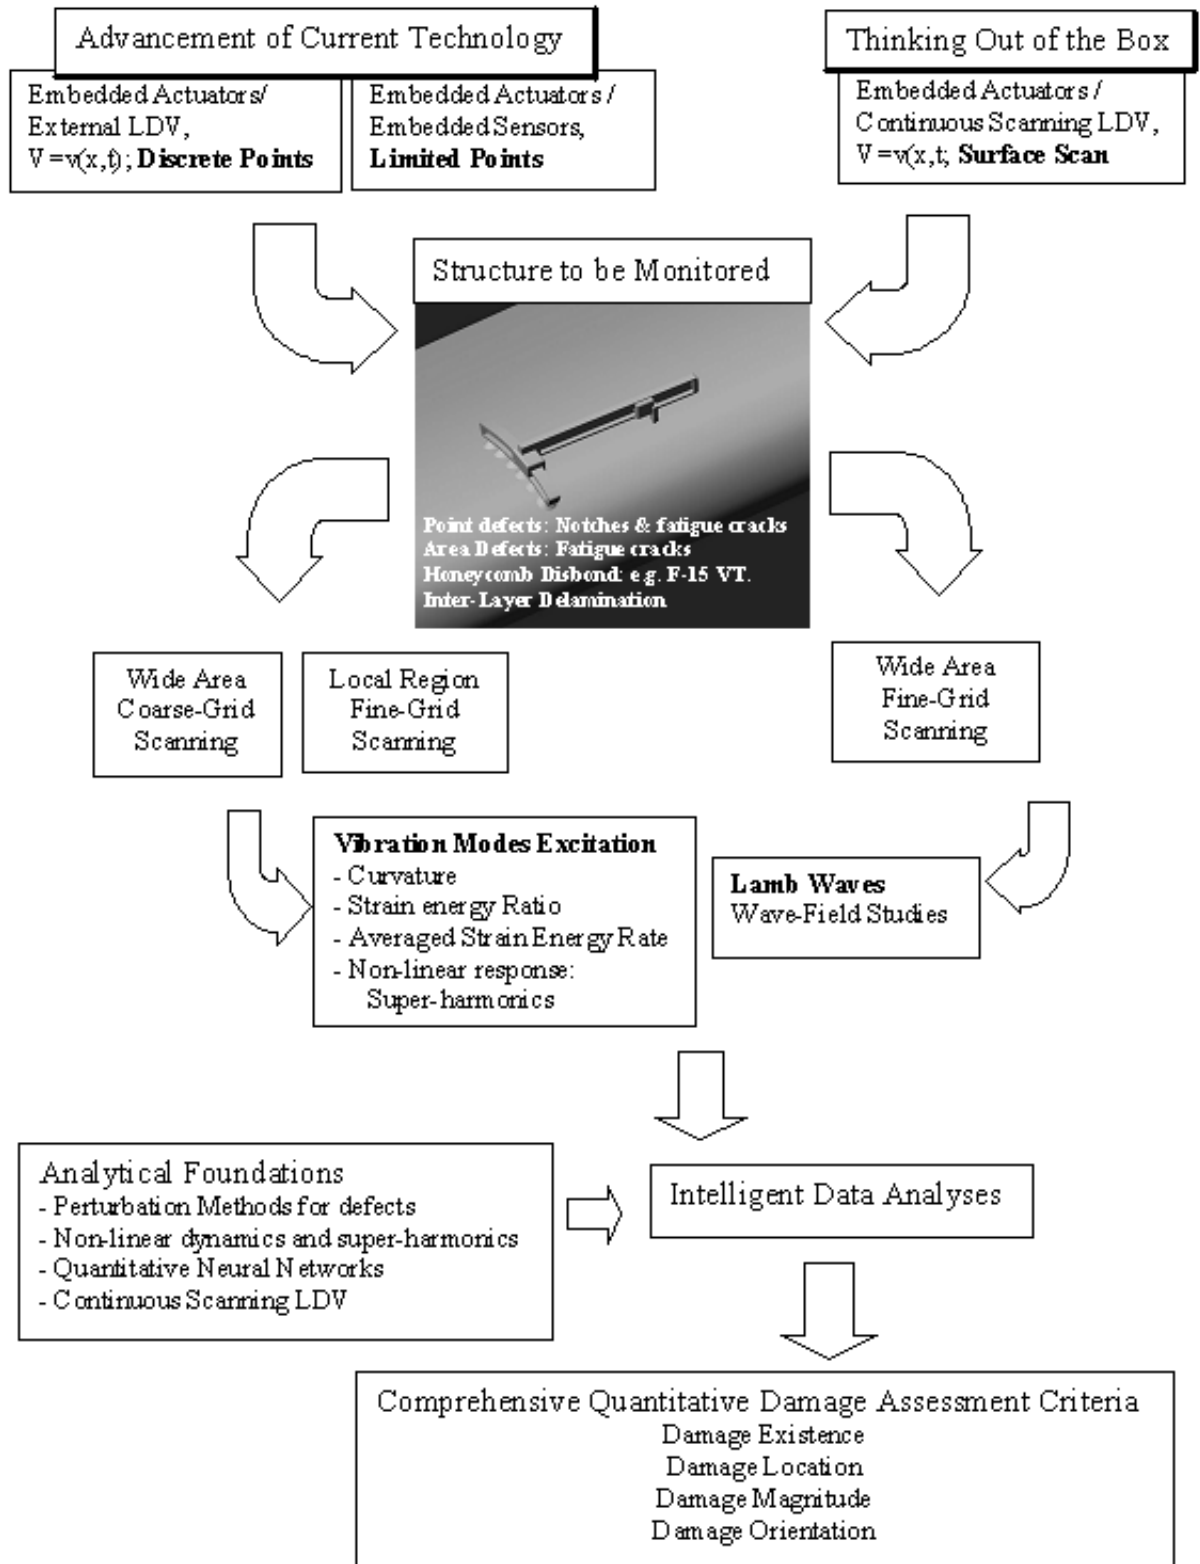 Advancement of Current Technology
Embedded Actuators/
External LDV,
V=v(x,t); Discrete Points
Embedded Actuators /
Embedded Sensors,
Limited Points
Thinking Out of the Box
Embedded Actuators /
Continuous Scanning LDV,
V=v(x,t; Surface Scan
Structure to be Monitored
Point defects: Notches & fatigue cracks
Area Defects: Fatigue cracks
Honeycomb Disbond: e.g. F-15 VT.
Inter-Layer Delamination
Wide Area
Coarse-Grid
Scanning
Local Region
Fine-Grid
Scanning
Wide Area
Fine-Grid
Scanning
Vibration Modes Excitation
- Curvature
- Strain energy Ratio
- Averaged Strain Energy Rate
- Non-linear response:
Super-harmonics
Lamb Waves
Wave-Field Studies
Analytical Foundations
- Perturbation Methods for defects
- Non-linear dynamics and super-harmonics
- Quantitative Neural Networks
- Continuous Scanning LDV
Intelligent Data Analyses
Comprehensive Quantitative Damage Assessment Criteria
Damage Existence
Damage Location
Damage Magnitude
Damage Orientation